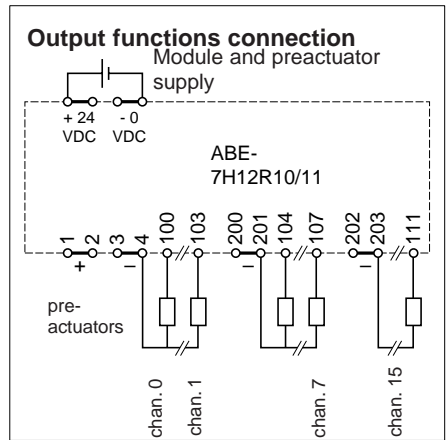 Output functions connection
Module and preactuator
supply
+ 24
VDC
- 0
VDC
ABE-
7H12R10/11
1
2
3
4
100
103
200
201
104
107
202
203
111
+
–
–
–
pre-
actuators
chan. 0
chan. 1
chan. 7
chan. 15